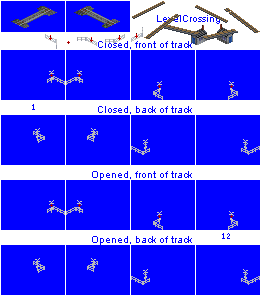 LevelCrossing
Closed, front of track
1
Closed, back of track
Opened, front of track
12
Opened, back of track